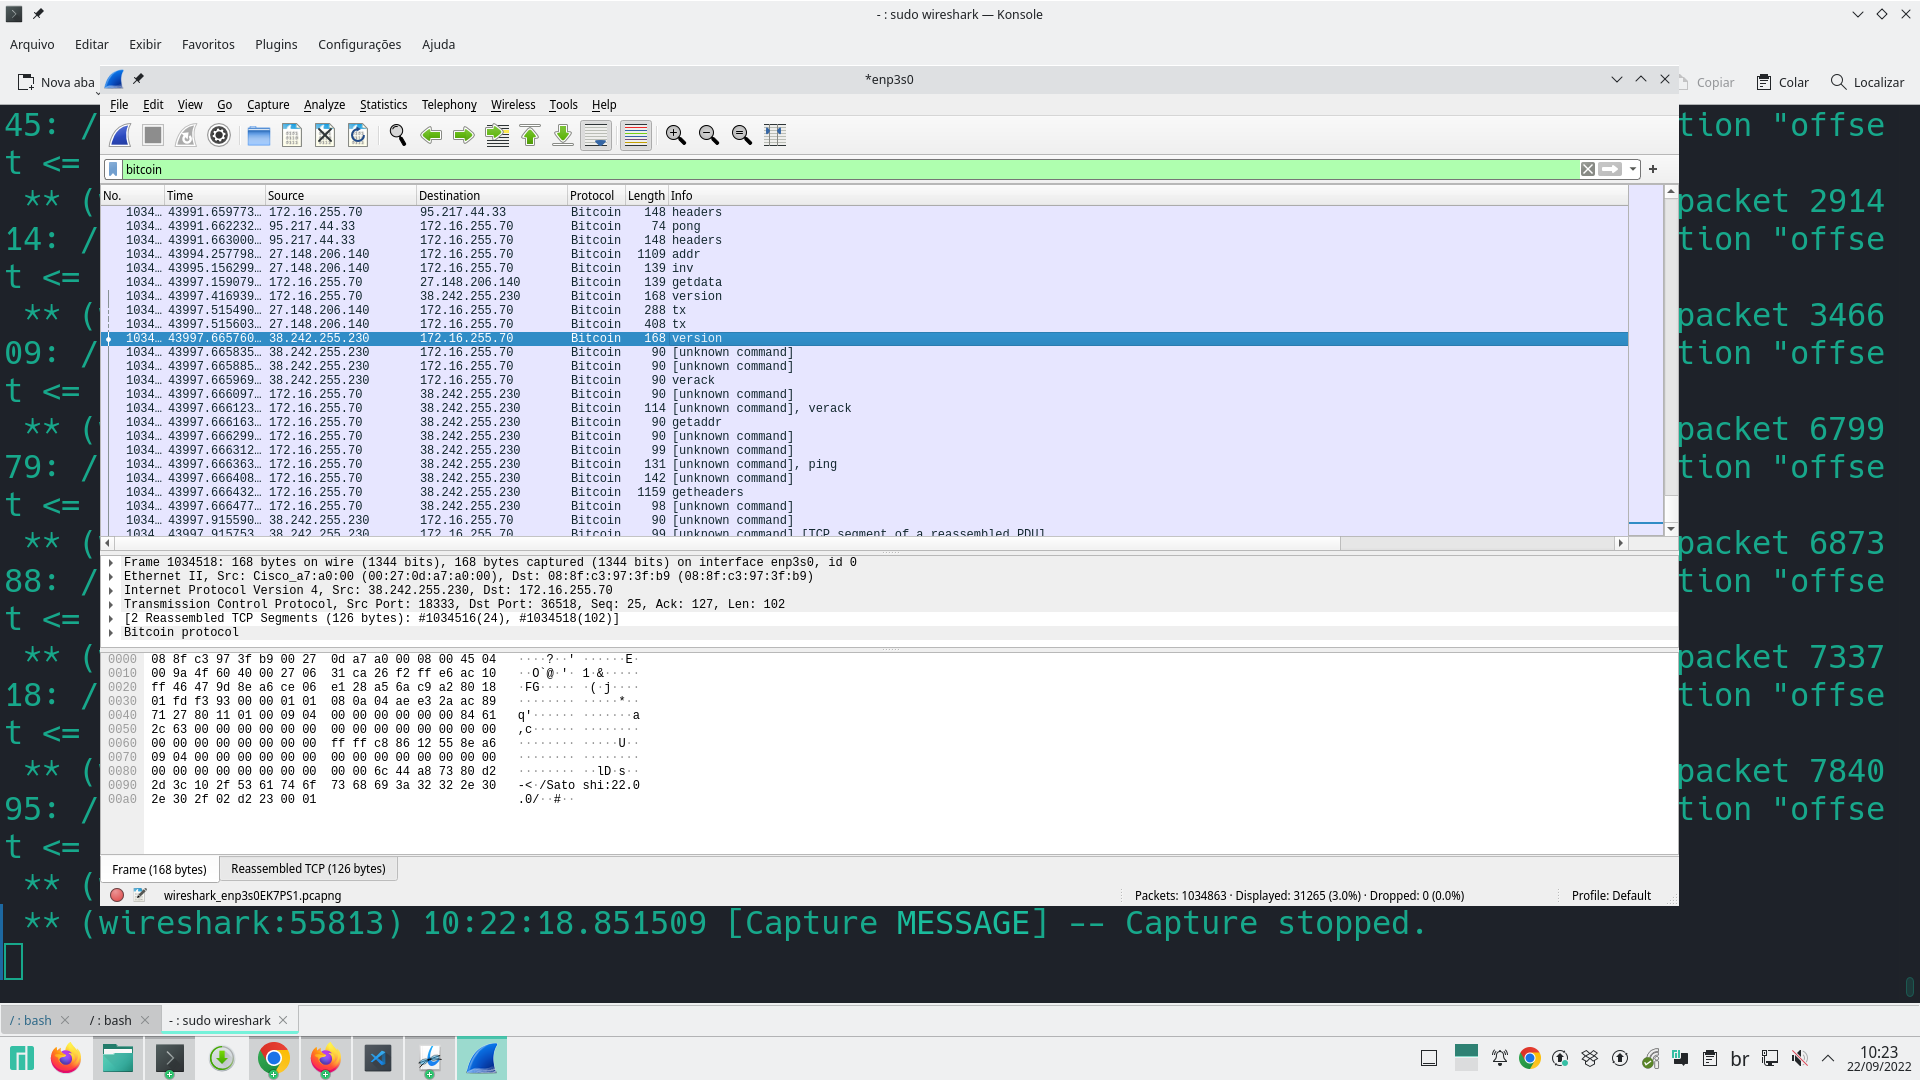 - : sudo wireshark — Konsole
Arquivo Editar Exibir Favoritos Plugins Configurações Ajuda
Nova aba Copiar Colar Localizar
*enp3s0
File Edit View Go Capture Analyze Statistics Telephony Wireless Tools Help
bitcoin
No. Time Source Destination Protocol Length Info
1034… 43991.659773… 172.16.255.70 95.217.44.33 Bitcoin 148 headers
1034… 43991.662232… 95.217.44.33 172.16.255.70 Bitcoin 74 pong
1034… 43991.663000… 95.217.44.33 172.16.255.70 Bitcoin 148 headers
1034… 43994.257798… 27.148.206.140 172.16.255.70 Bitcoin 1109 addr
1034… 43995.156299… 27.148.206.140 172.16.255.70 Bitcoin 139 inv
1034… 43997.159079… 172.16.255.70 27.148.206.140 Bitcoin 139 getdata
1034… 43997.416939… 172.16.255.70 38.242.255.230 Bitcoin 168 version
1034… 43997.515490… 27.148.206.140 172.16.255.70 Bitcoin 288 tx
1034… 43997.515603… 27.148.206.140 172.16.255.70 Bitcoin 408 tx
1034… 43997.665760… 38.242.255.230 172.16.255.70 Bitcoin 168 version
1034… 43997.665835… 38.242.255.230 172.16.255.70 Bitcoin 90 [unknown command]
1034… 43997.665885… 38.242.255.230 172.16.255.70 Bitcoin 90 [unknown command]
1034… 43997.665969… 38.242.255.230 172.16.255.70 Bitcoin 90 verack
1034… 43997.666097… 172.16.255.70 38.242.255.230 Bitcoin 90 [unknown command]
1034… 43997.666123… 172.16.255.70 38.242.255.230 Bitcoin 114 [unknown command], verack
1034… 43997.666163… 172.16.255.70 38.242.255.230 Bitcoin 90 getaddr
1034… 43997.666299… 172.16.255.70 38.242.255.230 Bitcoin 90 [unknown command]
1034… 43997.666312… 172.16.255.70 38.242.255.230 Bitcoin 99 [unknown command]
1034… 43997.666363… 172.16.255.70 38.242.255.230 Bitcoin 131 [unknown command], ping
1034… 43997.666408… 172.16.255.70 38.242.255.230 Bitcoin 142 [unknown command]
1034… 43997.666432… 172.16.255.70 38.242.255.230 Bitcoin 1159 getheaders
1034… 43997.666477… 172.16.255.70 38.242.255.230 Bitcoin 98 [unknown command]
1034… 43997.915590… 38.242.255.230 172.16.255.70 Bitcoin 90 [unknown command]
1034 43997.915753 38.242.255.230 172.16.255.70 Bitcoin 99 [unknown command] [TCP segment of a reassembled PDU]
Frame 1034518: 168 bytes on wire (1344 bits), 168 bytes captured (1344 bits) on interface enp3s0, id 0
Ethernet II, Src: Cisco_a7:a0:00 (00:27:0d:a7:a0:00), Dst: 08:8f:c3:97:3f:b9 (08:8f:c3:97:3f:b9)
Internet Protocol Version 4, Src: 38.242.255.230, Dst: 172.16.255.70
Transmission Control Protocol, Src Port: 18333, Dst Port: 36518, Seq: 25, Ack: 127, Len: 102
[2 Reassembled TCP Segments (126 bytes): #1034516(24), #1034518(102)]
Bitcoin protocol
0000 08 8f c3 97 3f b9 00 27 0d a7 a0 00 08 00 45 04 ····?··' ······E·
0010 00 9a 4f 60 40 00 27 06 31 ca 26 f2 ff e6 ac 10 ··O`@·'· 1·&·····
0020 ff 46 47 9d 8e a6 ce 06 e1 28 a5 6a c9 a2 80 18 ·FG····· ·(·j····
0030 01 fd f3 93 00 00 01 01 08 0a 04 ae e3 2a ac 89 ········ ·····*··
0040 71 27 80 11 01 00 09 04 00 00 00 00 00 00 84 61 q'······ ·······a
0050 2c 63 00 00 00 00 00 00 00 00 00 00 00 00 00 00 ,c······ ········
0060 00 00 00 00 00 00 00 00 ff ff c8 86 12 55 8e a6 ········ ·····U··
0070 09 04 00 00 00 00 00 00 00 00 00 00 00 00 00 00 ········ ········
0080 00 00 00 00 00 00 00 00 00 00 6c 44 a8 73 80 d2 ········ ··lD·s··
0090 2d 3c 10 2f 53 61 74 6f 73 68 69 3a 32 32 2e 30 -<·/Sato shi:22.0
00a0 2e 30 2f 02 d2 23 00 01 .0/··#··
Frame (168 bytes) Reassembled TCP (126 bytes)
wireshark_enp3s0EK7PS1.pcapng Packets: 1034863 · Displayed: 31265 (3.0%) · Dropped: 0 (0.0%) Profile: Default
45: / tion "offse
t <=
** ( packet 2914
14: / tion "offse
t <=
** ( packet 3466
09: / tion "offse
t <=
** ( packet 6799
79: / tion "offse
t <=
** ( packet 6873
88: / tion "offse
t <=
** ( packet 7337
18: / tion "offse
t <=
** ( packet 7840
95: / tion "offse
t <=
** (
** (wireshark:55813) 10:22:18.851509 [Capture MESSAGE] -- Capture stopped.
/ : bash / : bash - : sudo wireshark
br 10:23
22/09/2022